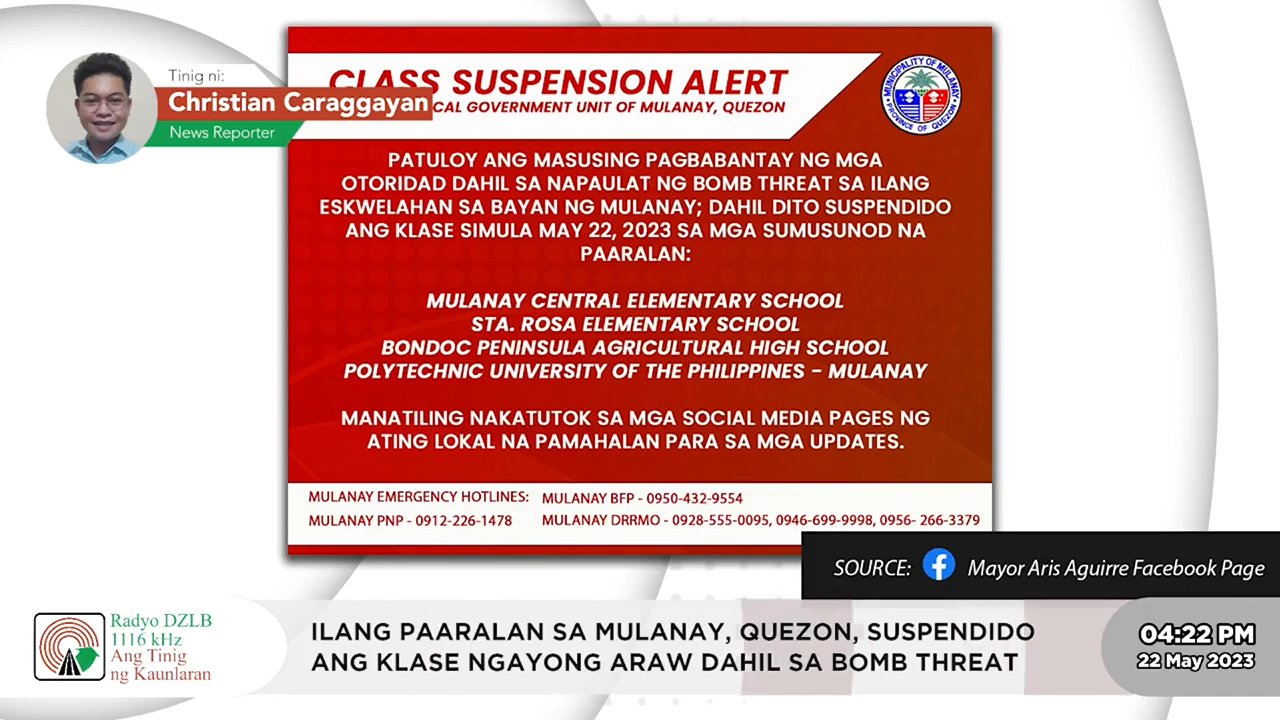 Tinig ni:
Christian Caraggayan
News Reporter
CLASS SUSPENSION ALERT
CAL GOVERNMENT UNIT OF MULANAY, QUEZON
MUNICIPALITY OF MULANAY
PROVINCE OF QUEZON
PATULOY ANG MASUSING PAGBABANTAY NG MGA
OTORIDAD DAHIL SA NAPAULAT NG BOMB THREAT SA ILANG
ESKWELAHAN SA BAYAN NG MULANAY; DAHIL DITO SUSPENDIDO
ANG KLASE SIMULA MAY 22, 2023 SA MGA SUMUSUNOD NA
PAARALAN:
MULANAY CENTRAL ELEMENTARY SCHOOL
STA. ROSA ELEMENTARY SCHOOL
BONDOC PENINSULA AGRICULTURAL HIGH SCHOOL
POLYTECHNIC UNIVERSITY OF THE PHILIPPINES - MULANAY
MANATILING NAKATUTOK SA MGA SOCIAL MEDIA PAGES NG
ATING LOKAL NA PAMAHALAN PARA SA MGA UPDATES.
MULANAY EMERGENCY HOTLINES: MULANAY BFP - 0950-432-9554
MULANAY PNP - 0912-226-1478 MULANAY DRRMO - 0928-555-0095, 0946-699-9998, 0956- 266-3379
SOURCE: Mayor Aris Aguirre Facebook Page
Radyo DZLB
1116 kHz
Ang Tinig
ng Kaunlaran
ILANG PAARALAN SA MULANAY, QUEZON, SUSPENDIDO
ANG KLASE NGAYONG ARAW DAHIL SA BOMB THREAT
04:22 PM
22 May 2023